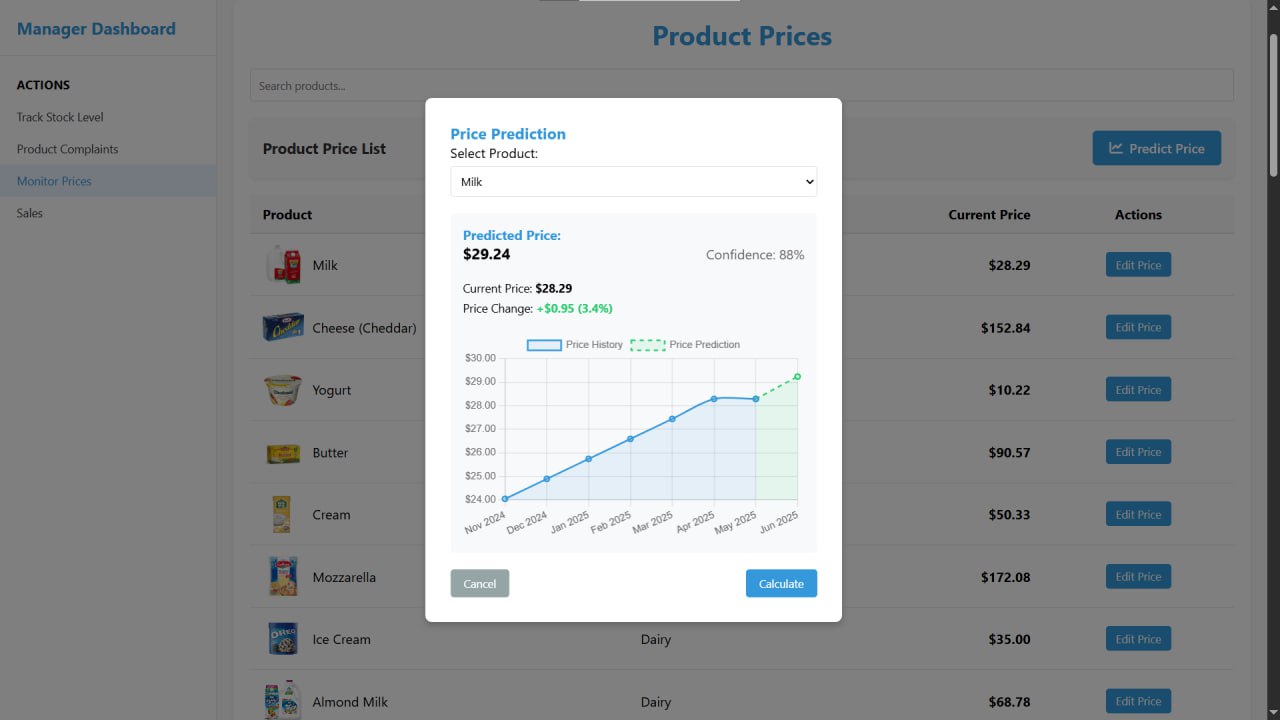 Manager Dashboard
ACTIONS
Track Stock Level
Product Complaints
Monitor Prices
Sales
Product Prices
Search products...
Product Price List
Predict Price
Product
Current Price
Actions
Milk
$28.29
Edit Price
Cheese (Cheddar)
$152.84
Edit Price
Yogurt
$10.22
Edit Price
Butter
$90.57
Edit Price
Cream
$50.33
Edit Price
Mozzarella
$172.08
Edit Price
Ice Cream
Dairy
$35.00
Edit Price
Almond Milk
Dairy
$68.78
Edit Price
Price Prediction
Select Product:
Milk
Predicted Price:
$29.24
Confidence: 88%
Current Price: $28.29
Price Change: +$0.95 (3.4%)
Price History
Price Prediction
$30.00
$29.00
$28.00
$27.00
$26.00
$25.00
$24.00
Nov 2024
Dec 2024
Jan 2025
Feb 2025
Mar 2025
Apr 2025
May 2025
Jun 2025
Cancel
Calculate
OREO